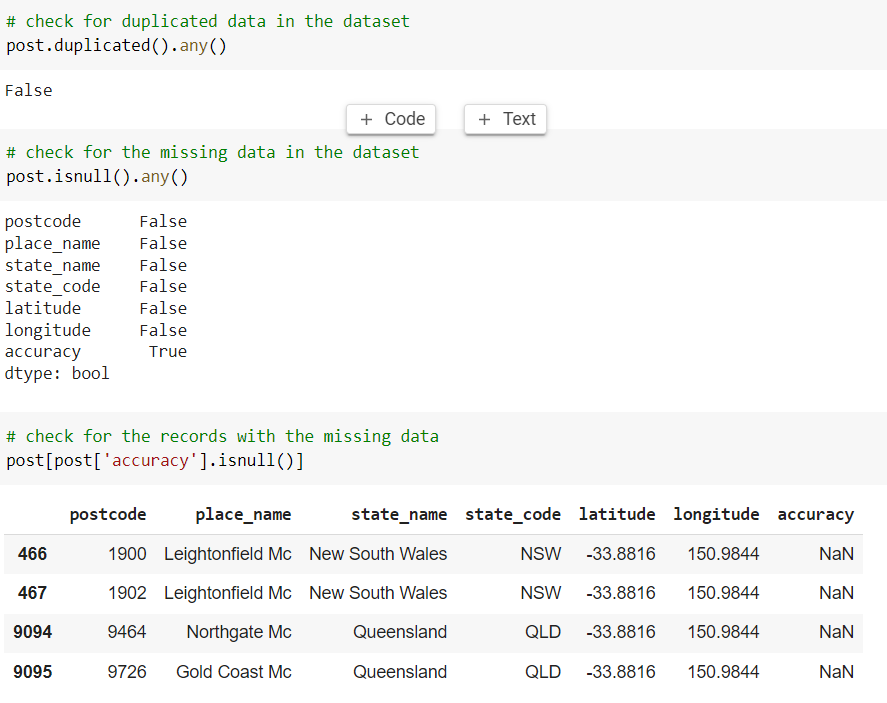 # check for duplicated data in the dataset
post.duplicated().any()
False
+ Code + Text
# check for the missing data in the dataset
post.isnull().any()
postcode False
place_name False
state_name False
state_code False
latitude False
longitude False
accuracy True
dtype: bool
# check for the records with the missing data
post[post['accuracy'].isnull()]
postcode place_name state_name state_code latitude longitude accuracy
466 1900 Leightonfield Mc New South Wales NSW -33.8816 150.9844 NaN
467 1902 Leightonfield Mc New South Wales NSW -33.8816 150.9844 NaN
9094 9464 Northgate Mc Queensland QLD -33.8816 150.9844 NaN
9095 9726 Gold Coast Mc Queensland QLD -33.8816 150.9844 NaN